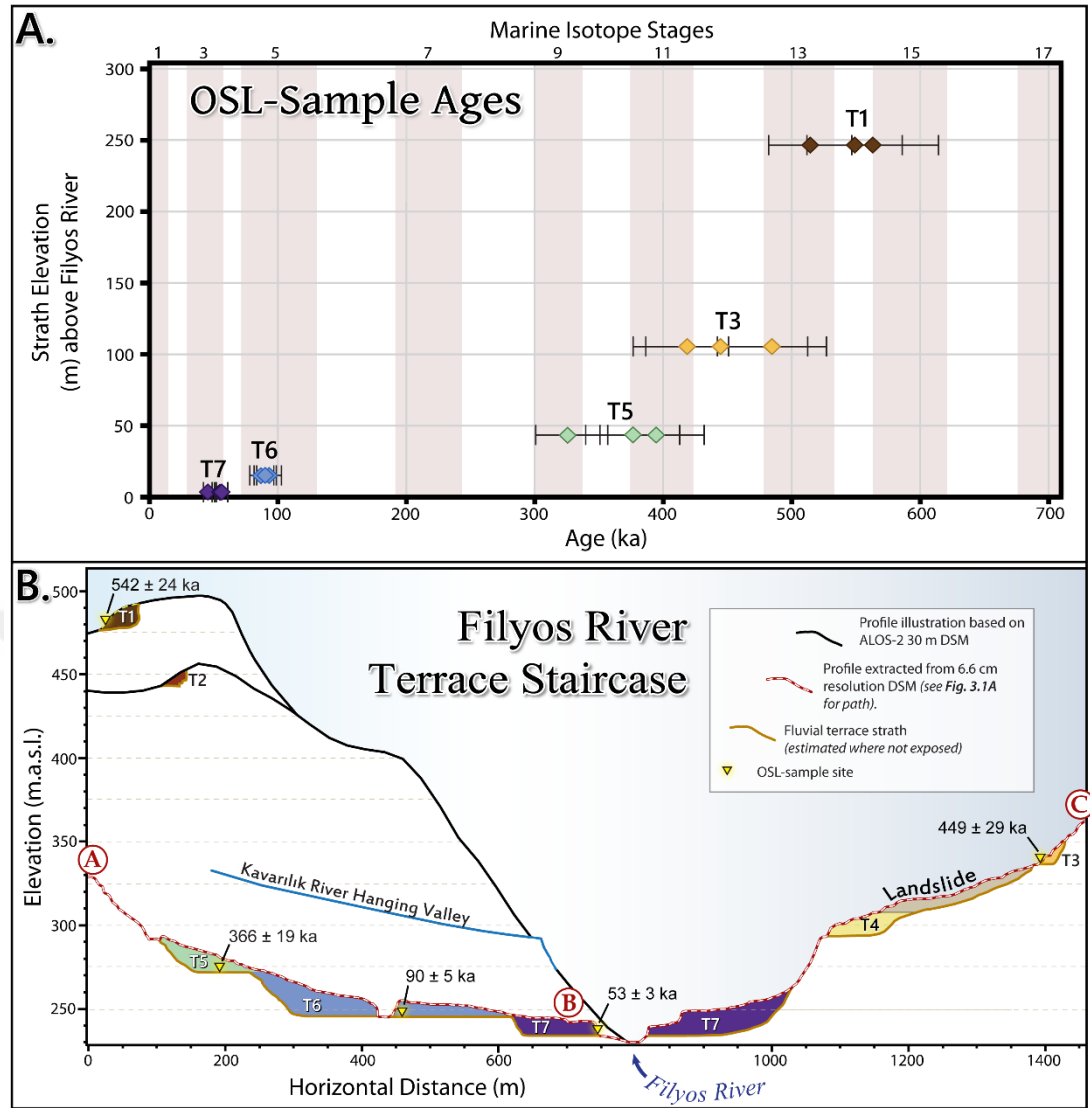 A.
Marine Isotope Stages
1 3 5 7 9 11 13 15 17
OSL-Sample Ages
300
250
200
150
100
50
0
Strath Elevation
(m) above Filyos River
T1
T3
T5
T6
T7
0 100 200 300 400 500 600 700
Age (ka)
B.
Filyos River
Terrace Staircase
500
450
400
350
300
250
Elevation (m.a.s.l.)
542 ± 24 ka
T1
T2
Profile illustration based on
ALOS-2 30 m DSM
Profile extracted from 6.6 cm
resolution DSM (see Fig. 3.1A
for path).
Fluvial terrace strath
(estimated where not exposed)
OSL-sample site
A
Kavarılık River Hanging Valley
C
449 ± 29 ka
T3
Landslide
T4
366 ± 19 ka
T5
T6
90 ± 5 ka
B
53 ± 3 ka
T7
T7
0 200 400 600 1000 1200 1400
Horizontal Distance (m)
Filyos River